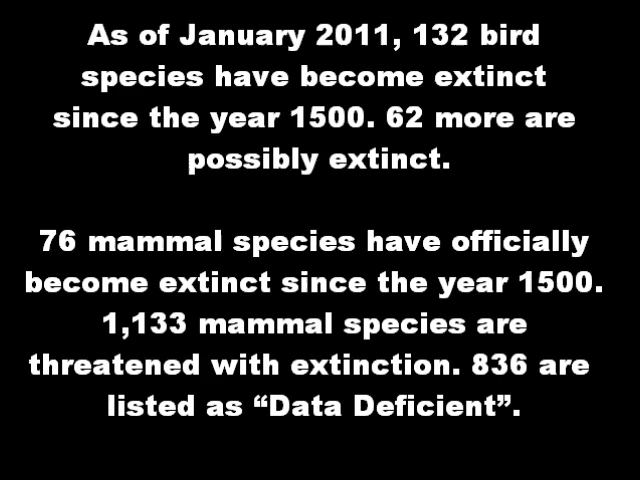 As of January 2011, 132 bird
species have become extinct
since the year 1500. 62 more are
possibly extinct.
76 mammal species have officially
become extinct since the year 1500.
1,133 mammal species are
threatened with extinction. 836 are
listed as “Data Deficient”.